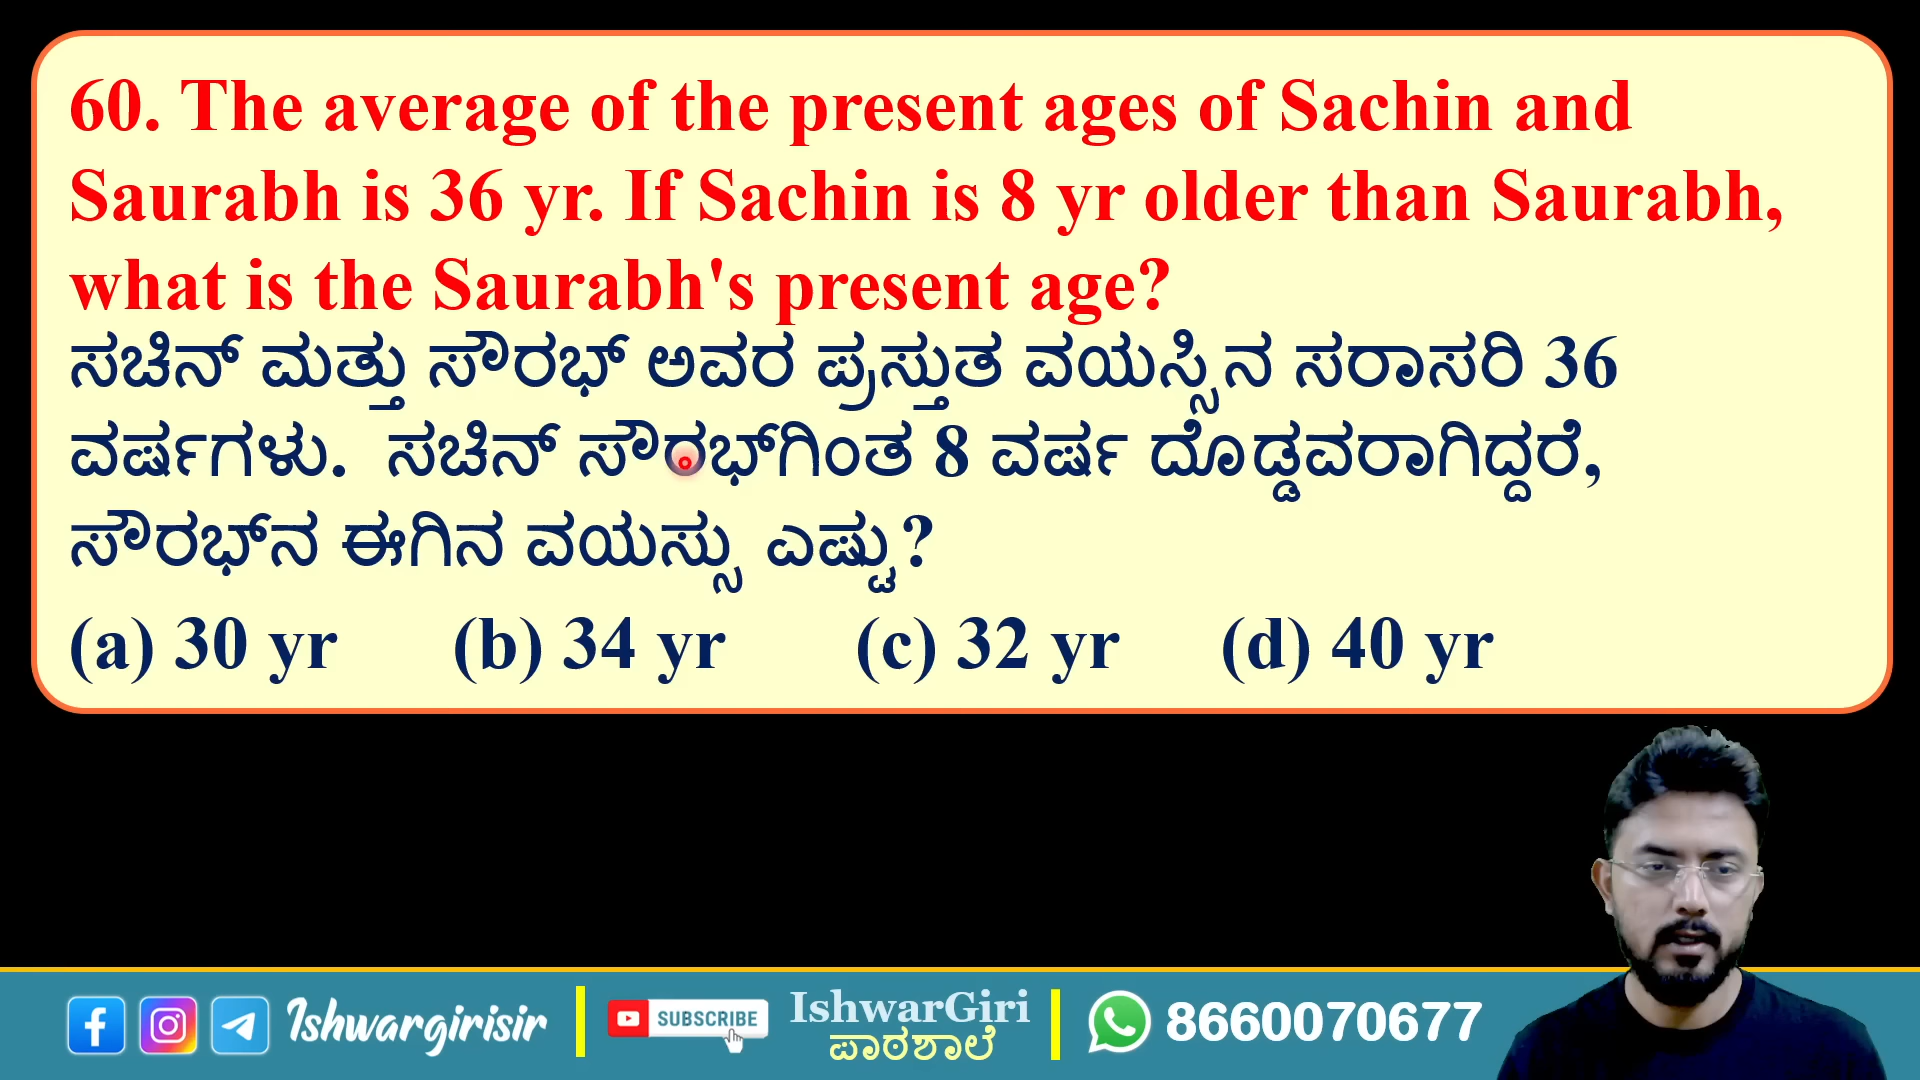 60. The average of the present ages of Sachin and
Saurabh is 36 yr. If Sachin is 8 yr older than Saurabh,
what is the Saurabh's present age?
ಸಚಿನ್ ಮತ್ತು ಸೌರಭ್ ಅವರ ಪ್ರಸ್ತುತ ವಯಸ್ಸಿನ ಸರಾಸರಿ 36
ವರ್ಷಗಳು. ಸಚಿನ್ ಸೌರಭ್‌ಗಿಂತ 8 ವರ್ಷ ದೊಡ್ಡವರಾಗಿದ್ದರೆ,
ಸೌರಭ್‌ನ ಈಗಿನ ವಯಸ್ಸು ಎಷ್ಟು?
(a) 30 yr (b) 34 yr (c) 32 yr (d) 40 yr
Ishwargirisir SUBSCRIBE IshwarGiri 8660070677
ಪಾಠಶಾಲೆ